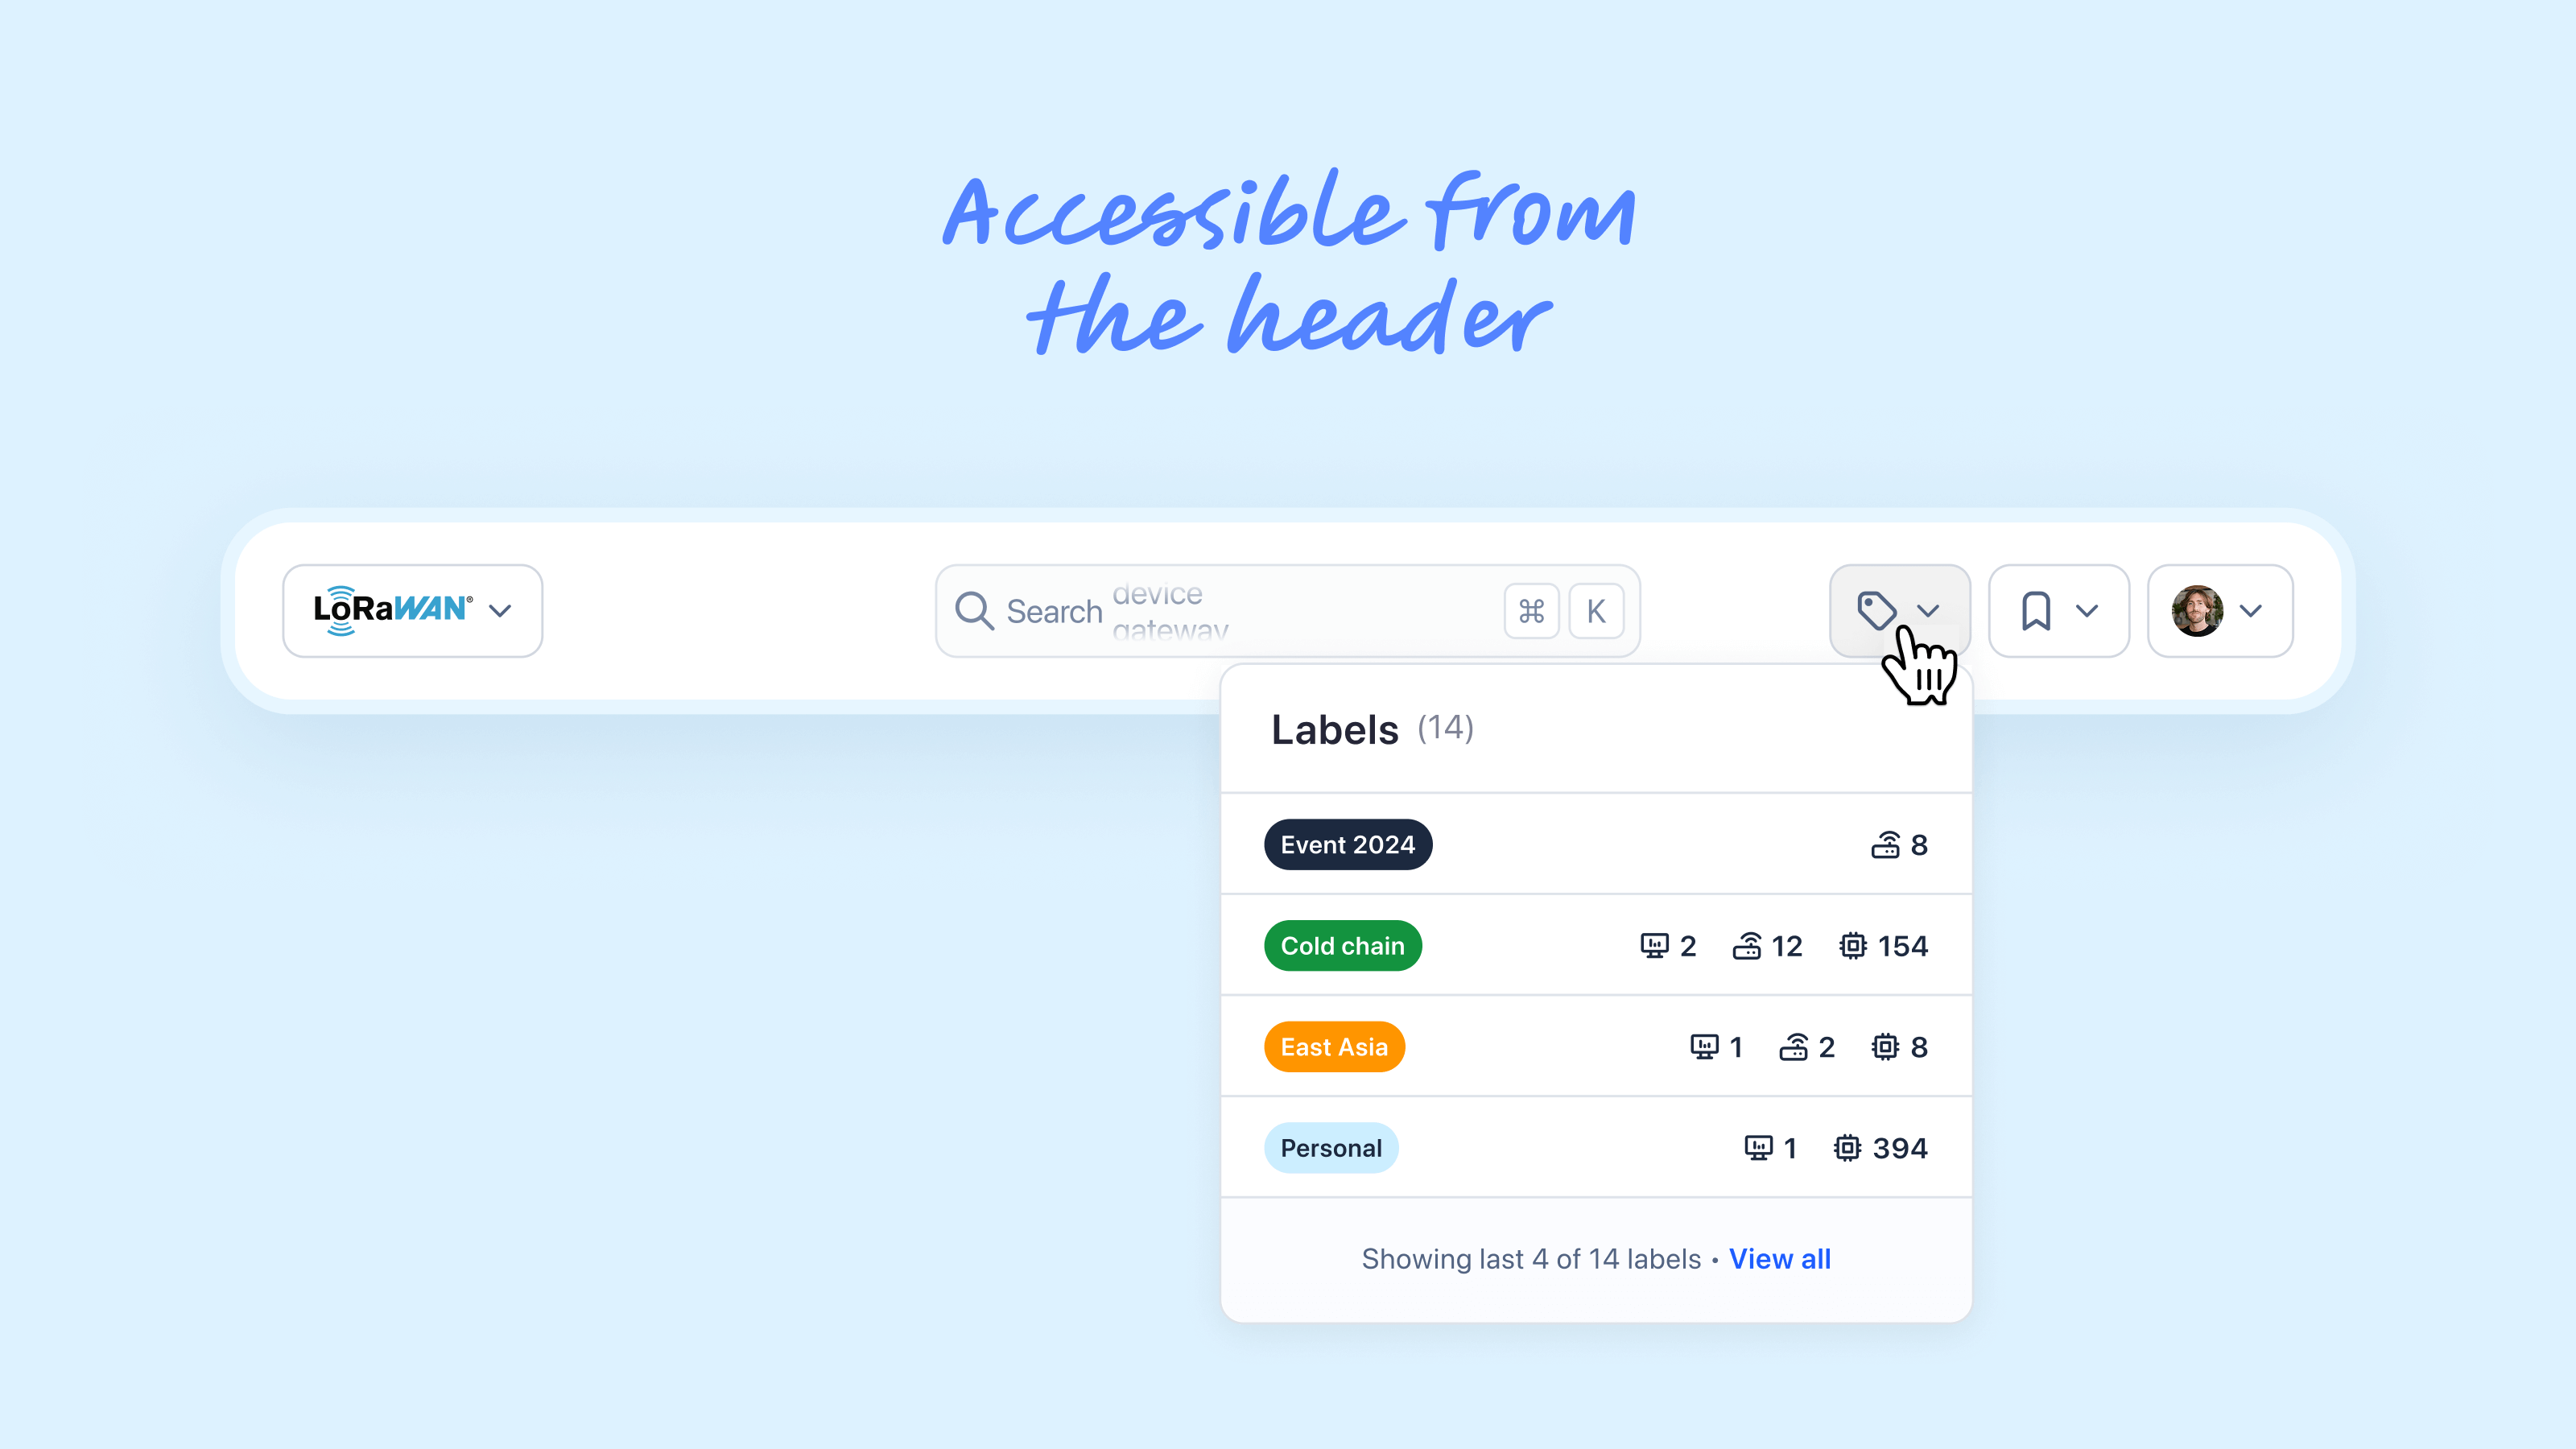 Accessible from
the header
LoRaWAN®
Search device
gateway
⌘ K
Labels (14)
Event 2024 8
Cold chain 2 12 154
East Asia 1 2 8
Personal 1 394
Showing last 4 of 14 labels • View all